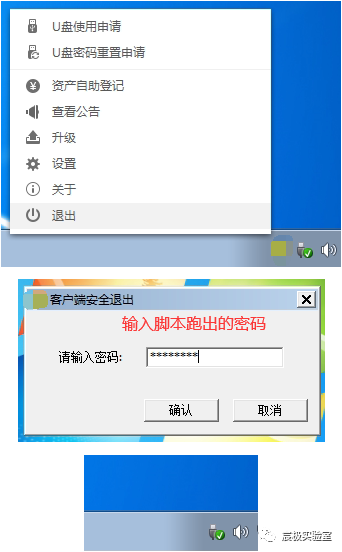 U盘使用申请
U盘密码重置申请
资产自助登记
查看公告
升级
设置
关于
退出
客户端安全退出
输入脚本跑出的密码
请输入密码: ********
确认 取消
宸极实验室